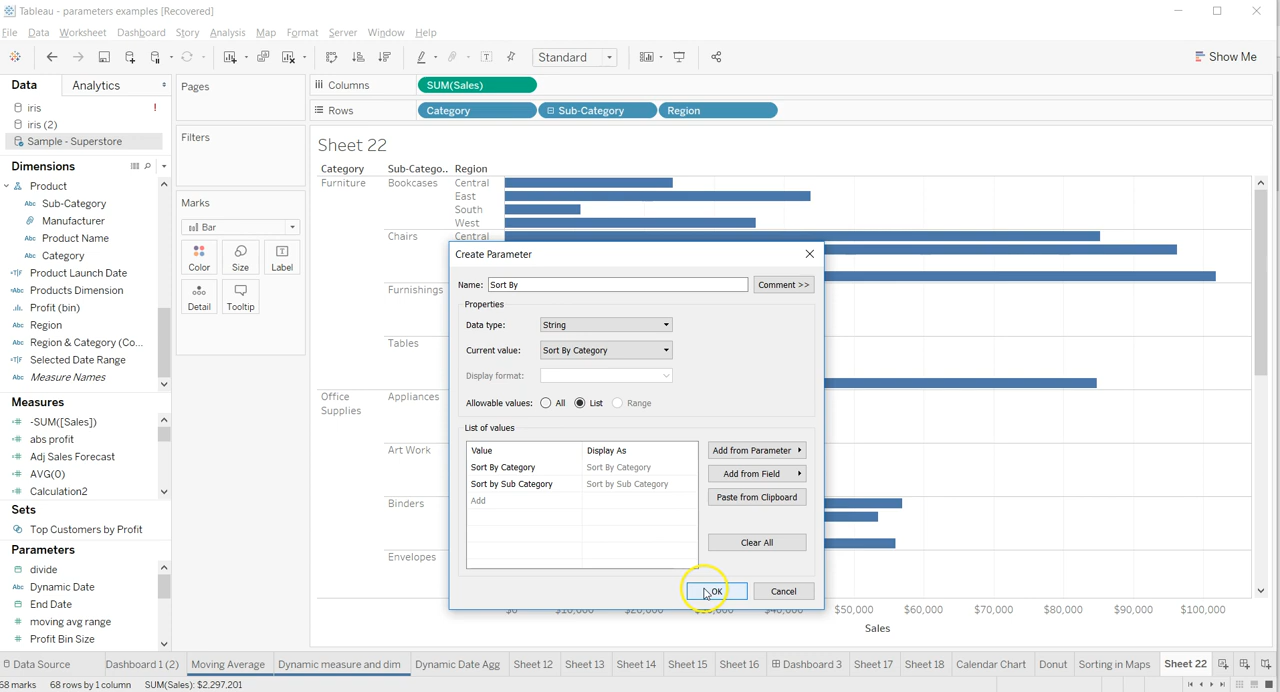 Tableau - parameters examples [Recovered]
File Data Worksheet Dashboard Story Analysis Map Format Server Window Help
Standard
Show Me
Data Analytics
iris !
iris (2)
Sample - Superstore
Dimensions
Product
Abc Sub-Category
Manufacturer
Abc Product Name
Abc Category
Product Launch Date
Abc Products Dimension
Profit (bin)
Abc Region
Abc Region & Category (Co...
Selected Date Range
Abc Measure Names
Measures
-SUM([Sales])
abs profit
Adj Sales Forecast
AVG(0)
Calculation2
Sets
Top Customers by Profit
Parameters
divide
Abc Dynamic Date
End Date
moving avg range
Profit Bin Size
Pages
Filters
Marks
Bar
Color Size Label
Detail Tooltip
Columns SUM(Sales)
Rows Category Sub-Category Region
Sheet 22
Category Sub-Catego.. Region
Furniture Bookcases Central
East
South
West
Chairs Central
Furnishings
Tables
Office Supplies Appliances
Art Work
Binders
Envelopes
Create Parameter
Name: Sort By Comment >>
Properties
Data type: String
Current value: Sort By Category
Display format:
Allowable values: All List Range
List of values
Value Display As
Sort By Category Sort By Category
Sort by Sub Category Sort by Sub Category
Add
Add from Parameter
Add from Field
Paste from Clipboard
Clear All
OK Cancel
$50,000 $60,000 $70,000 $80,000 $90,000 $100,000
Sales
Data Source Dashboard 1 (2) Moving Average Dynamic measure and dim Dynamic Date Agg Sheet 12 Sheet 13 Sheet 14 Sheet 15 Sheet 16 Dashboard 3 Sheet 17 Sheet 18 Calendar Chart Donut Sorting in Maps Sheet 22
68 marks 68 rows by 1 column SUM(Sales): $2,297,201